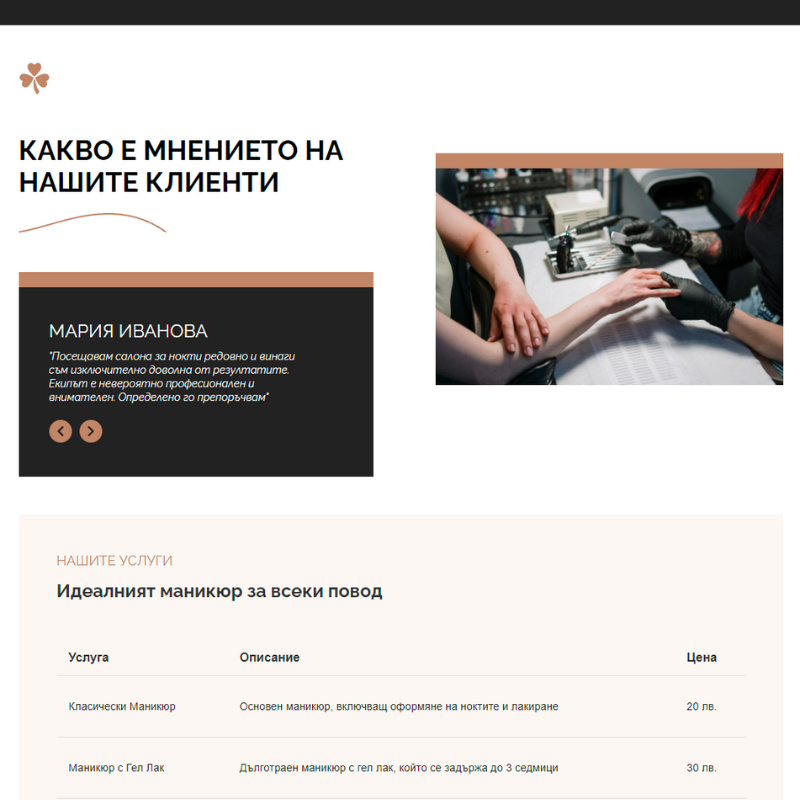 КАКВО Е МНЕНИЕТО НА
НАШИТЕ КЛИЕНТИ
МАРИЯ ИВАНОВА
"Посещавам салона за нокти редовно и винаги
съм изключително доволна от резултатите.
Екипът е невероятно професионален и
внимателен. Определено го препоръчвам"
НАШИТЕ УСЛУГИ
Идеалният маникюр за всеки повод
Услуга Описание Цена
Класически Маникюр Основен маникюр, включващ оформяне на ноктите и лакиране 20 лв.
Маникюр с Гел Лак Дълготраен маникюр с гел лак, който се задържа до 3 седмици 30 лв.